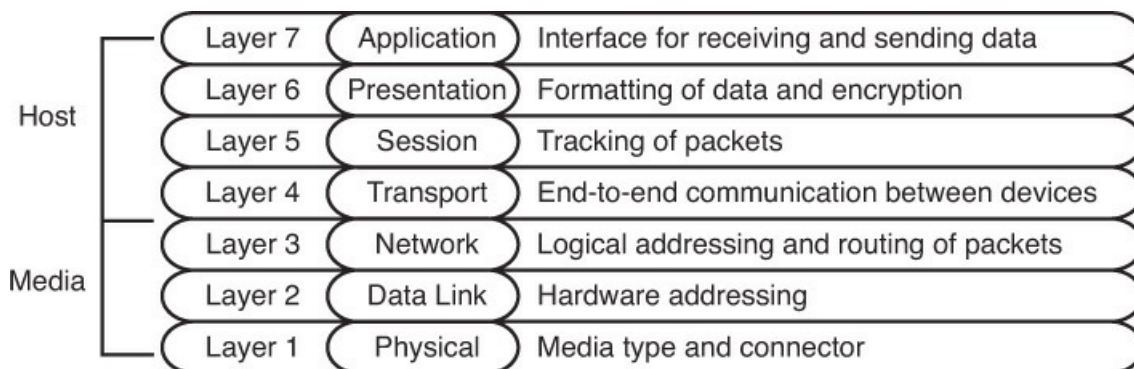 Host
Layer 7 Application Interface for receiving and sending data
Layer 6 Presentation Formatting of data and encryption
Layer 5 Session Tracking of packets
Layer 4 Transport End-to-end communication between devices
Media
Layer 3 Network Logical addressing and routing of packets
Layer 2 Data Link Hardware addressing
Layer 1 Physical Media type and connector